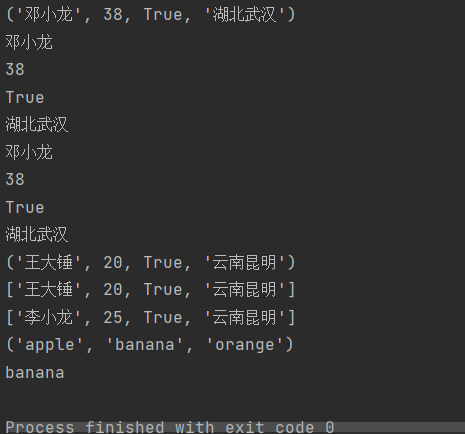 ('邓小龙', 38, True, '湖北武汉')
邓小龙
38
True
湖北武汉
邓小龙
38
True
湖北武汉
('王大锤', 20, True, '云南昆明')
['王大锤', 20, True, '云南昆明']
['李小龙', 25, True, '云南昆明']
('apple', 'banana', 'orange')
banana
Process finished with exit code 0